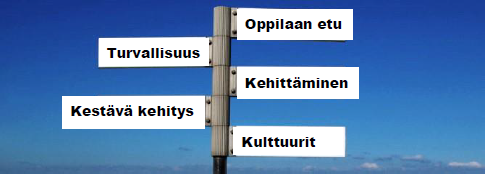 Oppilaan etu
Turvallisuus
Kehittäminen
Kestävä kehitys
Kulttuurit